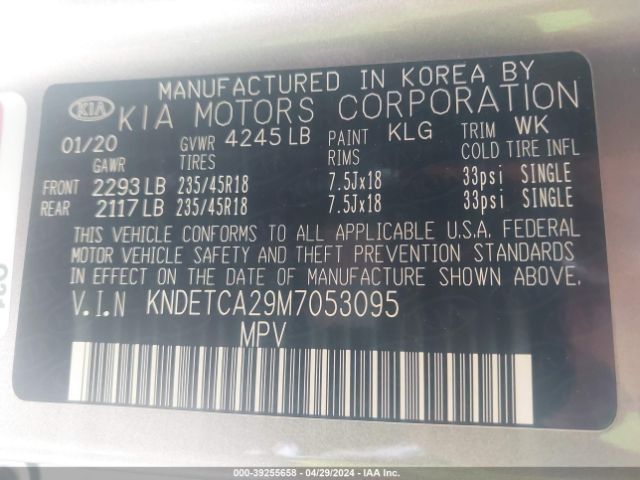 MANUFACTURED IN KOREA BY
KIA KIA MOTORS CORPORATION
01/20 GVWR 4245 LB PAINT KLG TRIM WK
GAWR TIRES RIMS COLD TIRE INFL
FRONT 2293 LB 235/45R18 7.5Jx18 33psi SINGLE
REAR 2117 LB 235/45R18 7.5Jx18 33psi SINGLE
THIS VEHICLE CONFORMS TO ALL APPLICABLE U.S.A. FEDERAL
MOTOR VEHICLE SAFETY AND THEFT PREVENTION STANDARDS
IN EFFECT ON THE DATE OF MANUFACTURE SHOWN ABOVE.
V.I.N KNDETCA29M7053095
MPV
000-39255658 - 04/29/2024 - IAA Inc.